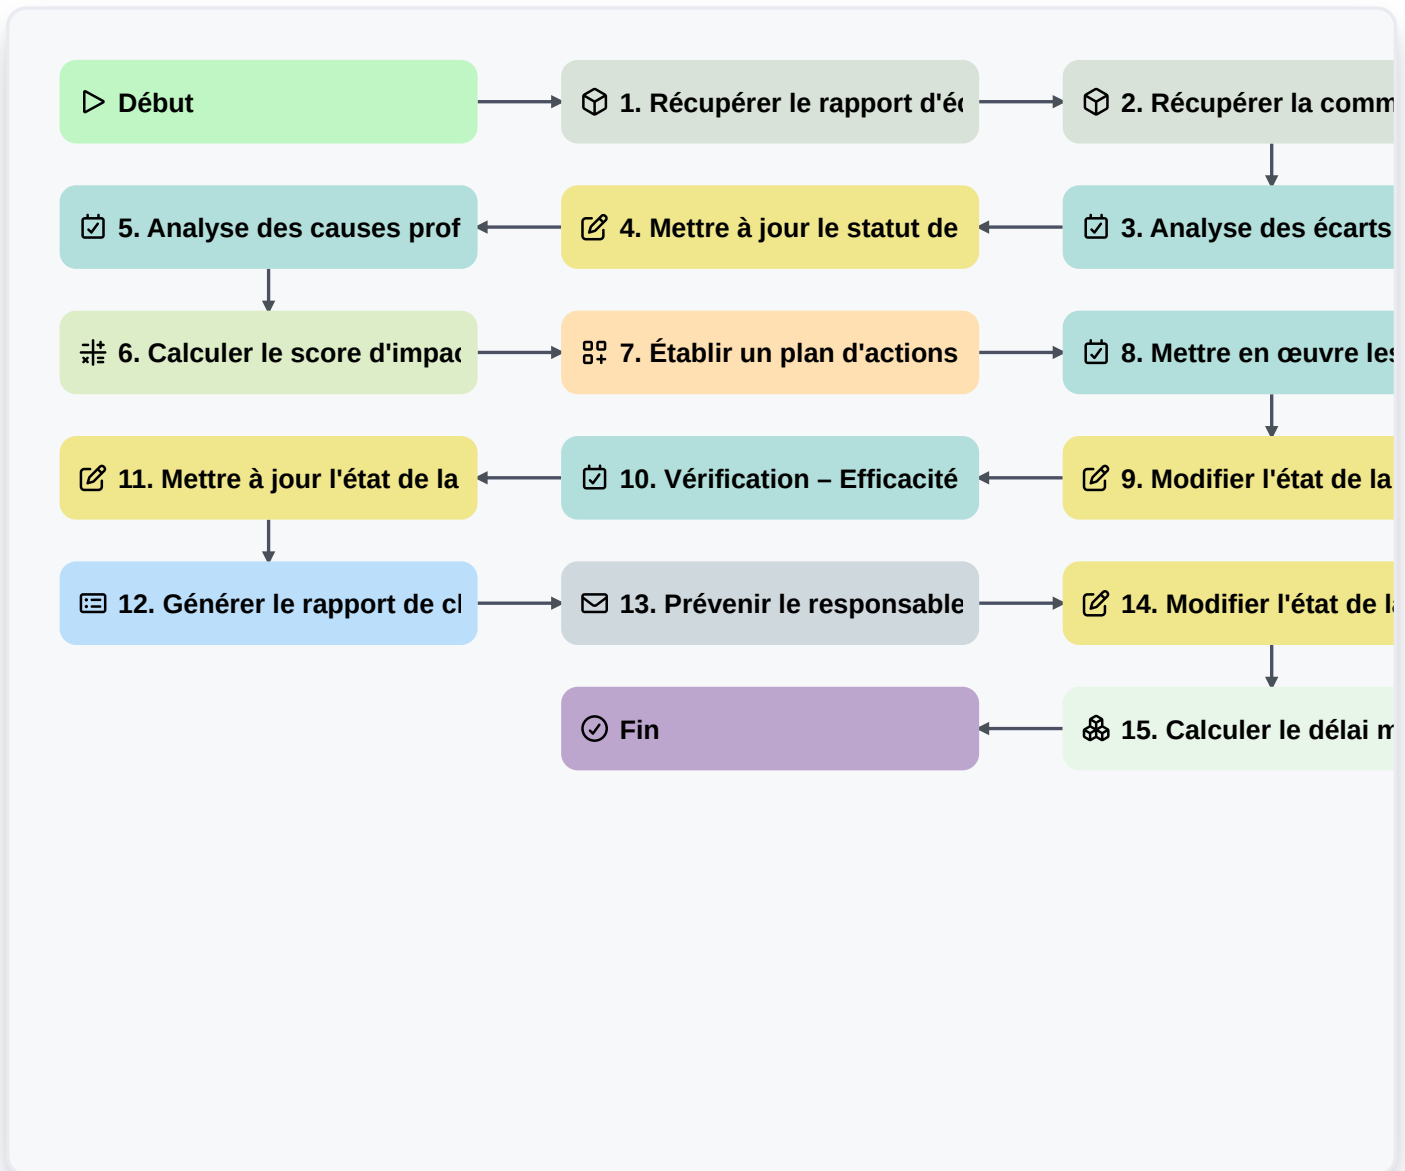 Début
1. Récupérer le rapport d'éc
2. Récupérer la comm
5. Analyse des causes prof
4. Mettre à jour le statut de
3. Analyse des écarts
6. Calculer le score d'impac
7. Établir un plan d'actions
8. Mettre en œuvre les
11. Mettre à jour l'état de la
10. Vérification – Efficacité
9. Modifier l'état de la
12. Générer le rapport de cl
13. Prévenir le responsable
14. Modifier l'état de la
Fin
15. Calculer le délai m